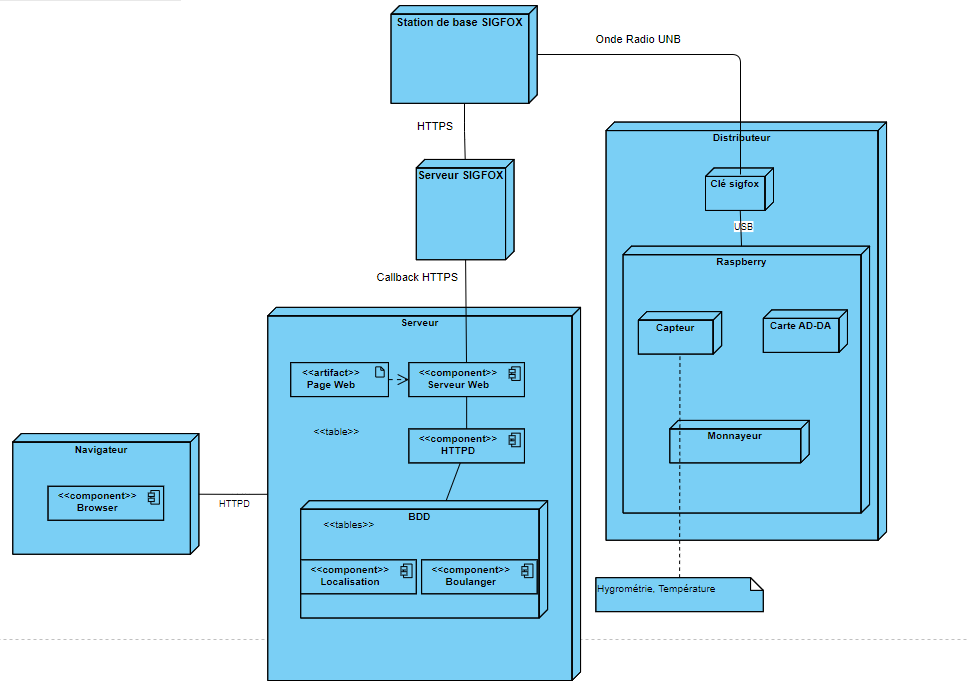 Station de base SIGFOX
Onde Radio UNB
HTTPS
Distributeur
Clé sigfox
USB
Serveur SIGFOX
Raspberry
Callback HTTPS
Capteur
Carte AD-DA
Serveur
<<artifact>>
Page Web
<<component>>
Serveur Web
<<table>>
<<component>>
HTTPD
Monnayeur
Navigateur
<<component>>
Browser
HTTPD
BDD
<<tables>>
<<component>>
Localisation
<<component>>
Boulanger
Hygrométrie, Température